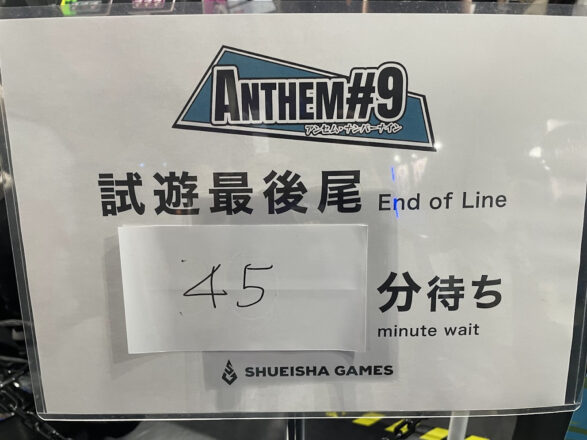 ANTHEM#9
アンセム・ナンバーナイン
試遊最後尾 End of Line
45 分待ち
minute wait
SHUEISHA GAMES